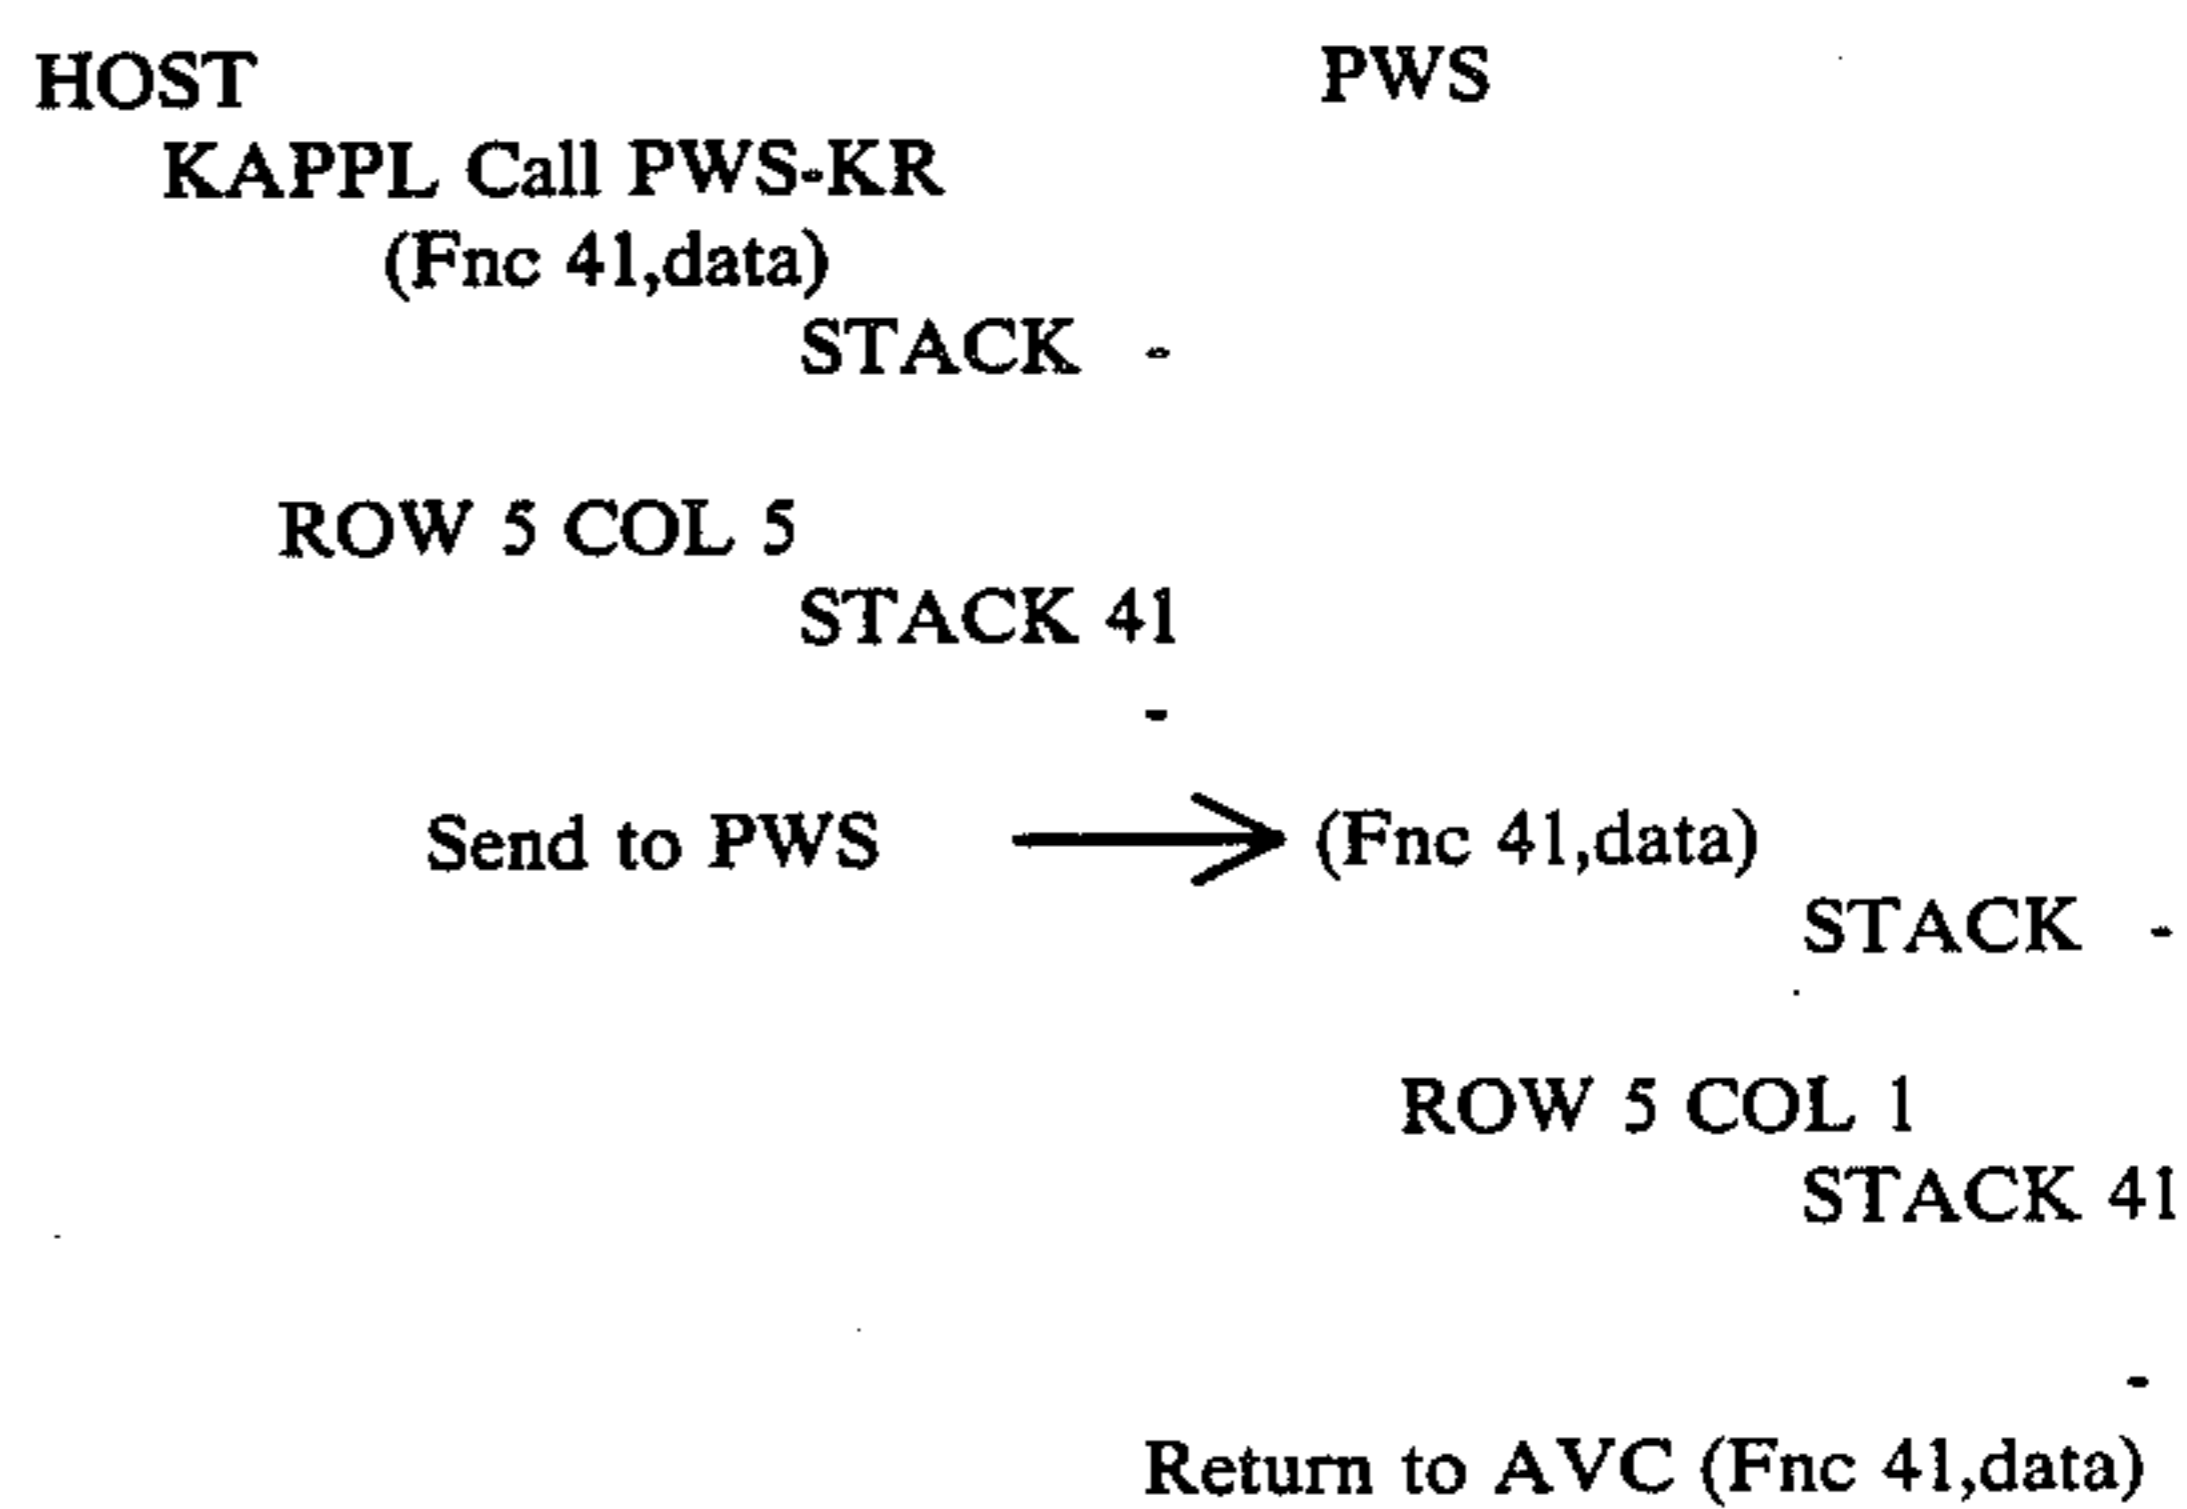 HOST PWS
KAPPL Call PWS-KR
(Fnc 41,data)
STACK -
ROW 5 COL 5
STACK 41
-
Send to PWS (Fnc 41,data)
STACK -
ROW 5 COL 1
STACK 41
-
Return to AVC (Fnc 41,data)